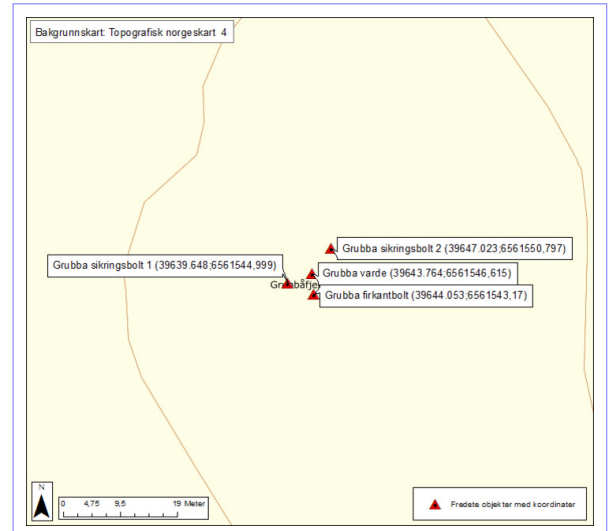 Bakgrunnskart: Topografisk norgeskart 4
Grubba sikringsbolt 2 (39647.023;6561550,797)
Grubba sikringsbolt 1 (39639.648;6561544,999)
Grubba varde (39643.764;6561546,615)
Grubba firkantbolt (39644.053;6561543,17)
N
0 4,75 9,5 19 Meter
Fredete objekter med koordinater